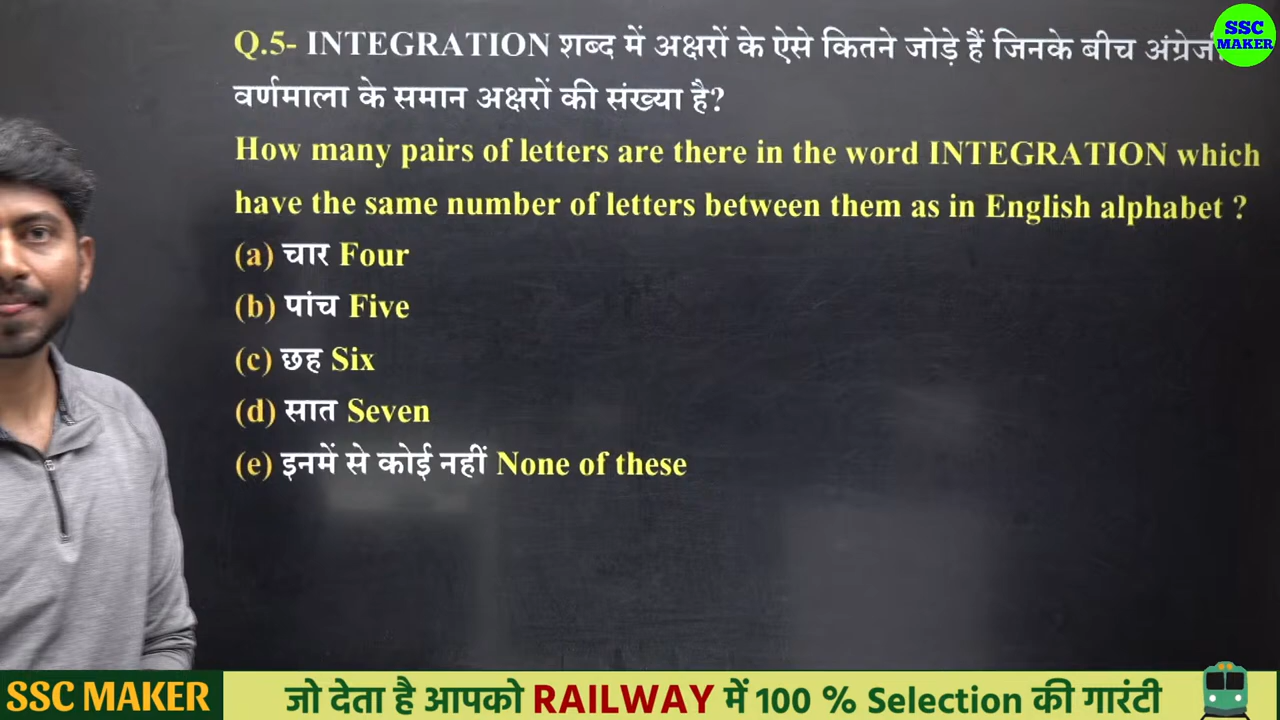 Q.5- INTEGRATION शब्द में अक्षरों के ऐसे कितने जोड़े हैं जिनके बीच अंग्रेजी
वर्णमाला के समान अक्षरों की संख्या है?
How many pairs of letters are there in the word INTEGRATION which
have the same number of letters between them as in English alphabet ?
(a) चार Four
(b) पांच Five
(c) छह Six
(d) सात Seven
(e) इनमें से कोई नहीं None of these
SSC
MAKER
SSC MAKER
जो देता है आपको RAILWAY में 100 % Selection की गारंटी